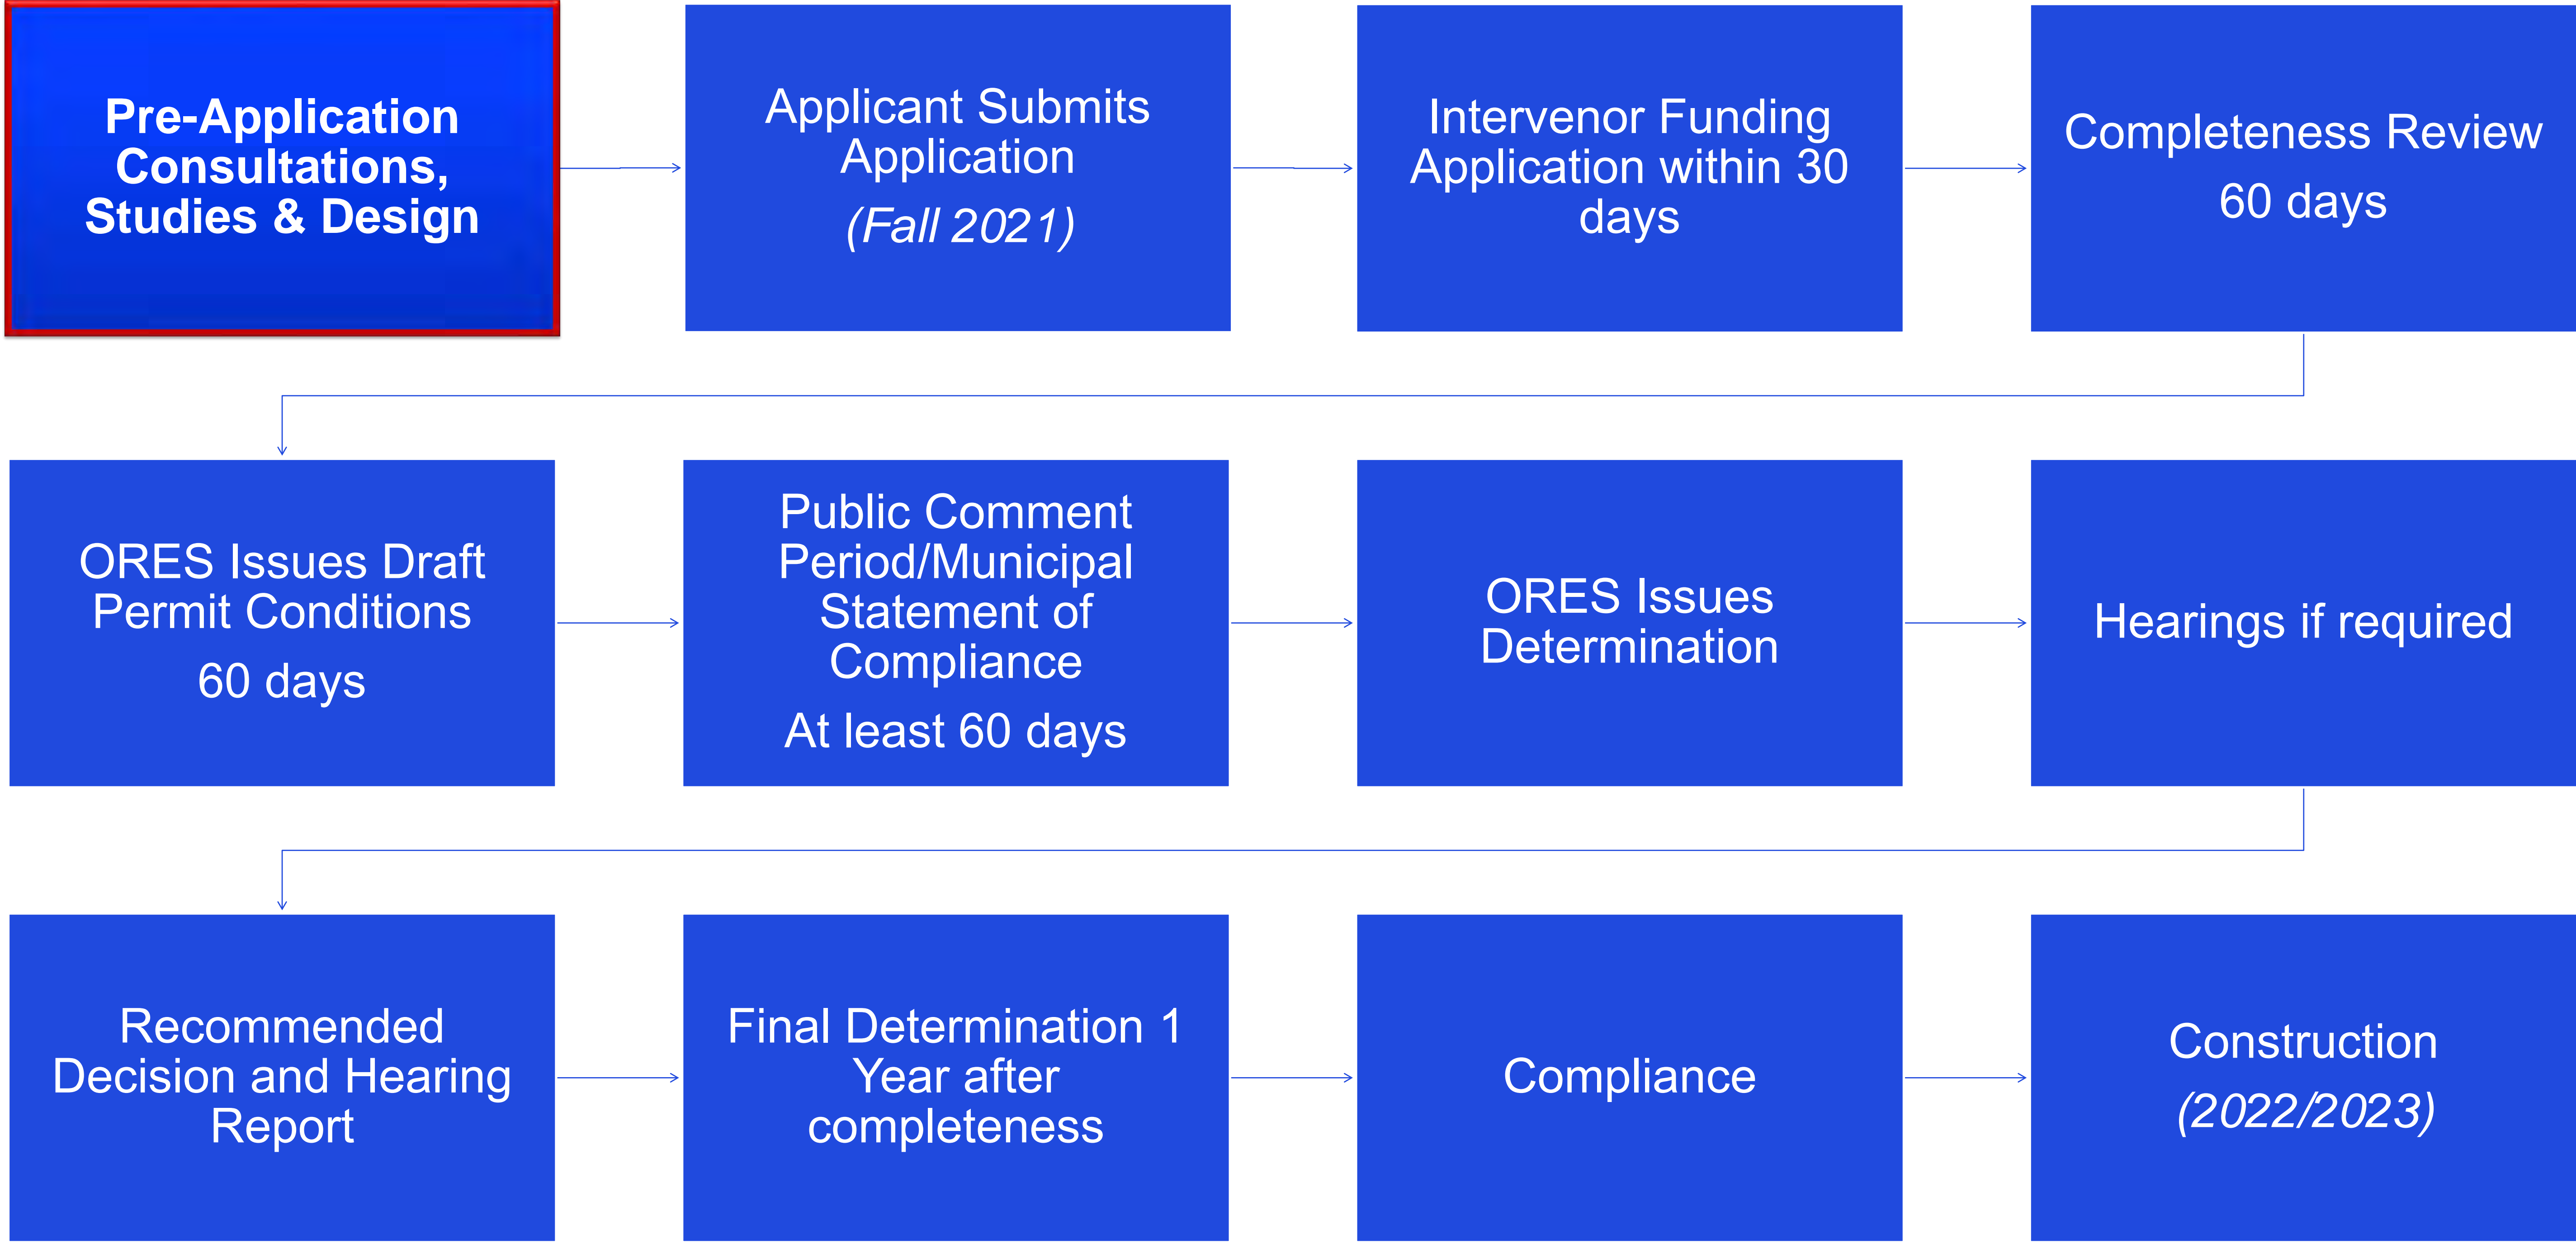 Pre-Application
Consultations,
Studies & Design
Applicant Submits
Application
(Fall 2021)
Intervenor Funding
Application within 30
days
Completeness Review
60 days
ORES Issues Draft
Permit Conditions
60 days
Public Comment
Period/Municipal
Statement of
Compliance
At least 60 days
ORES Issues
Determination
Hearings if required
Recommended
Decision and Hearing
Report
Final Determination 1
Year after
completeness
Compliance
Construction
(2022/2023)